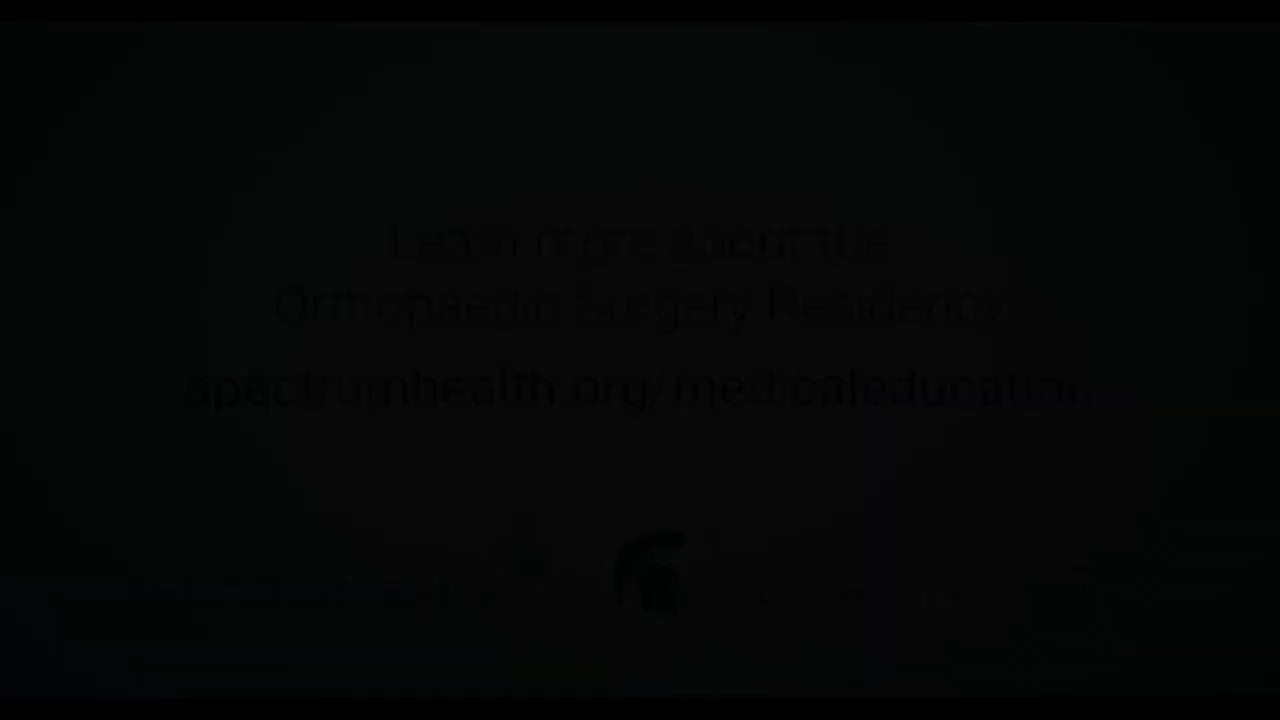 Learn more about the
Orthopaedic Surgery Residency
spectrumhealth.org/medicaleducation